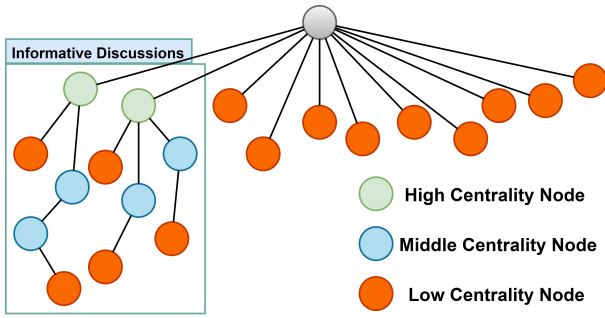 Informative Discussions
High Centrality Node
Middle Centrality Node
Low Centrality Node